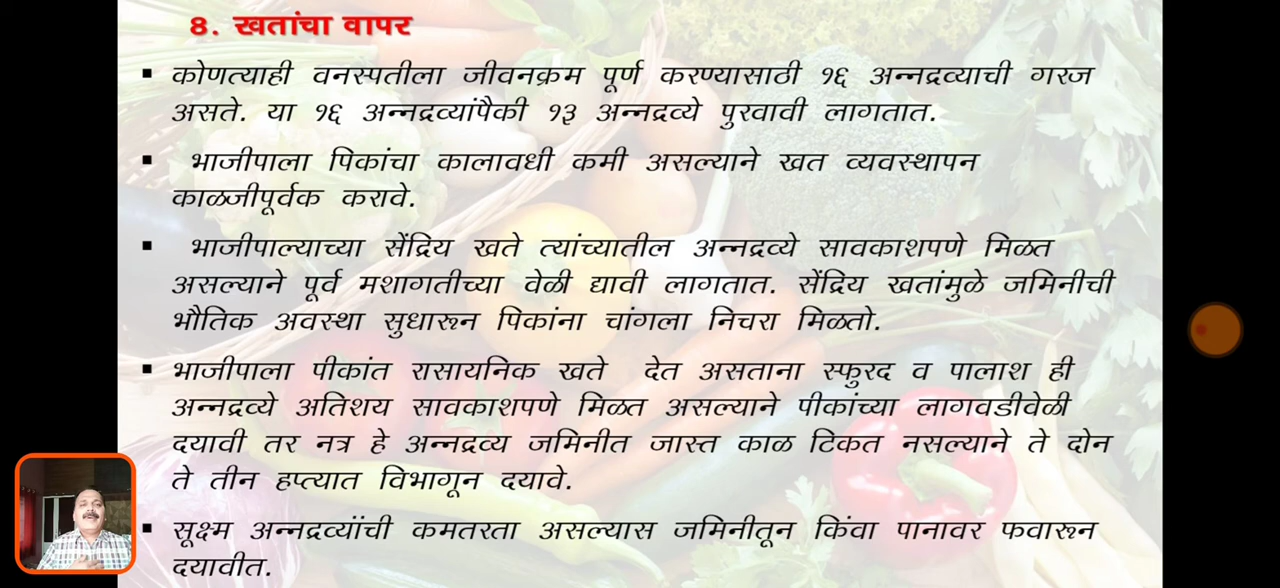 8. खतांचा वापर
▪ कोणत्याही वनस्पतीला जीवनक्रम पूर्ण करण्यासाठी १६ अन्नद्रव्याची गरज
असते. या १६ अन्नद्रव्यांपैकी १३ अन्नद्रव्ये पुरवावी लागतात.
▪ भाजीपाला पिकांचा कालावधी कमी असल्याने खत व्यवस्थापन
काळजीपूर्वक करावे.
▪ भाजीपाल्याच्या सेंद्रिय खते त्यांच्यातील अन्नद्रव्ये सावकाशपणे मिळत
असल्याने पूर्व मशागतीच्या वेळी द्यावी लागतात. सेंद्रिय खतांमुळे जमिनीची
भौतिक अवस्था सुधारून पिकांना चांगला निचरा मिळतो.
▪ भाजीपाला पीकांत रासायनिक खते देत असताना स्फुरद व पालाश ही
अन्नद्रव्ये अतिशय सावकाशपणे मिळत असल्याने पीकांच्या लागवडीवेळी
दयावी तर नत्र हे अन्नद्रव्य जमिनीत जास्त काळ टिकत नसल्याने ते दोन
ते तीन हप्त्यात विभागून दयावे.
▪ सूक्ष्म अन्नद्रव्यांची कमतरता असल्यास जमिनीतून किंवा पानावर फवारून
दयावीत.